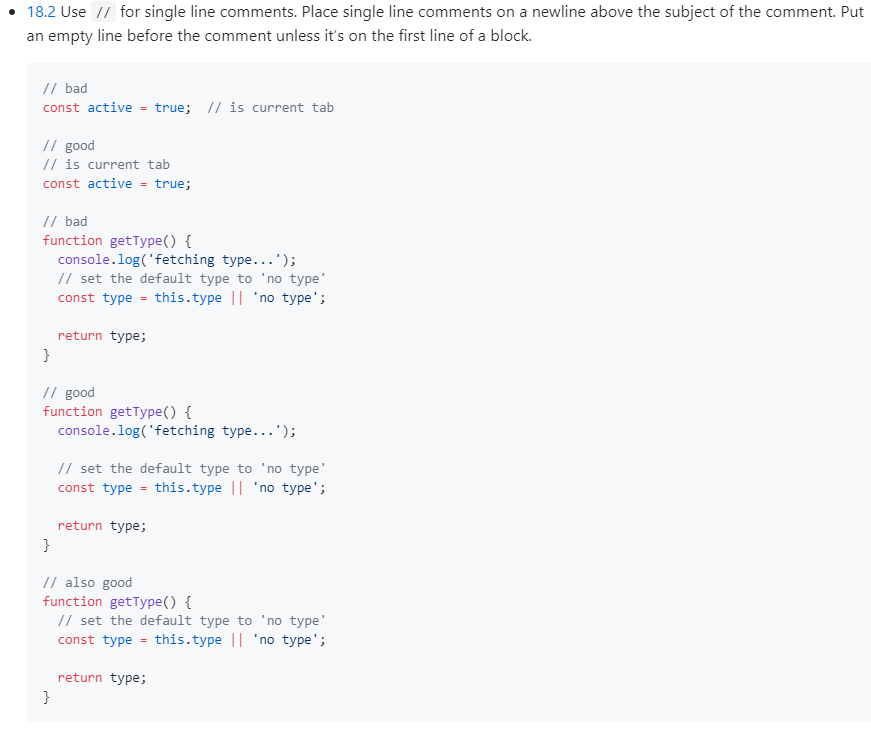 18.2 Use // for single line comments. Place single line comments on a newline above the subject of the comment. Put
an empty line before the comment unless it's on the first line of a block.
// bad
const active = true;  // is current tab
// good
// is current tab
const active = true;
// bad
function getType() {
  console.log('fetching type...');
  // set the default type to 'no type'
  const type = this.type || 'no type';
  return type;
}
// good
function getType() {
  console.log('fetching type...');
  // set the default type to 'no type'
  const type = this.type || 'no type';
  return type;
}
// also good
function getType() {
  // set the default type to 'no type'
  const type = this.type || 'no type';
  return type;
}